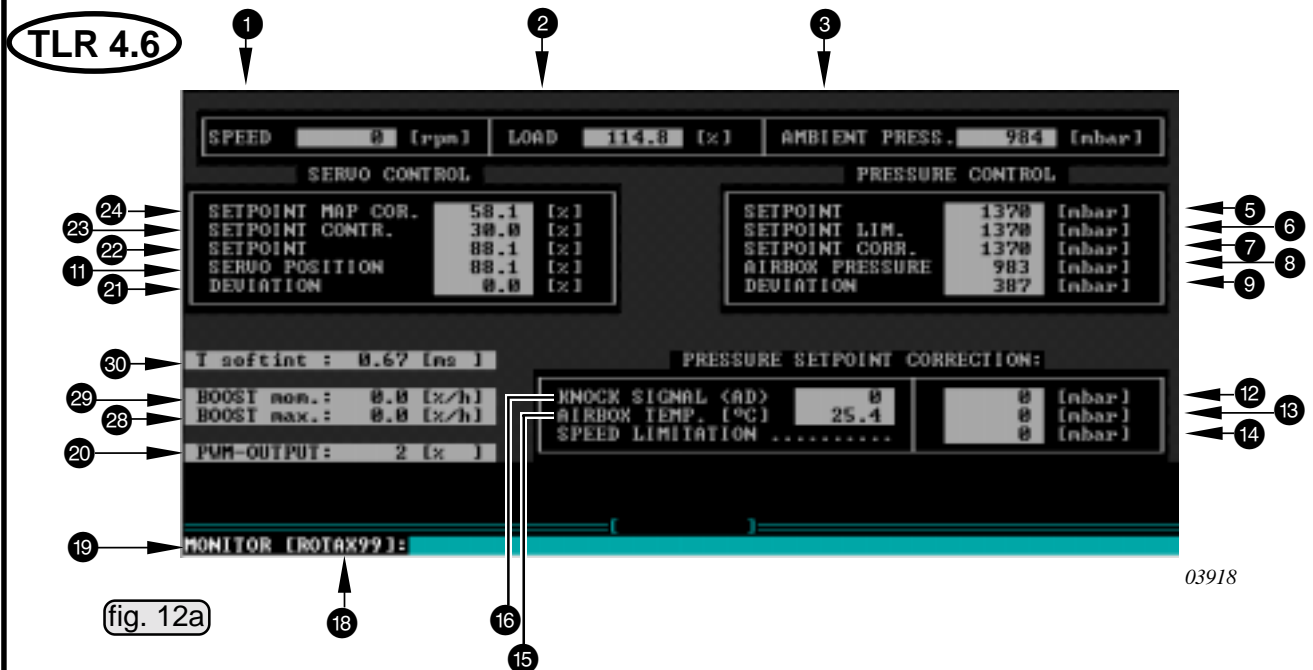 TLR 4.6
1 2 3
SPEED 0 [rpm] LOAD 114.8 [%] AMBIENT PRESS. 984 [mbar]
SERVO CONTROL PRESSURE CONTROL
24 SETPOINT MAP COR. 58.1 [%] SETPOINT 1370 [mbar] 5
23 SETPOINT CONTR. 30.0 [%] SETPOINT LIM. 1370 [mbar] 6
22 SETPOINT 88.1 [%] SETPOINT CORR. 1370 [mbar] 7
11 SERVO POSITION 88.1 [%] AIRBOX PRESSURE 983 [mbar] 8
21 DEVIATION 0.0 [%] DEVIATION 387 [mbar] 9
30 T softint : 0.67 [ms ] PRESSURE SETPOINT CORRECTION:
29 BOOST mom.: 0.0 [%/h] KNOCK SIGNAL (AD) 0 0 [mbar] 12
28 BOOST max.: 0.0 [%/h] AIRBOX TEMP. [ºC] 25.4 0 [mbar] 13
SPEED LIMITATION .......... 0 [mbar] 14
20 PWM-OUTPUT: 2 [% ]
[ ]
19 MONITOR [ROTAX99]:
03918
fig. 12a 18 16
15